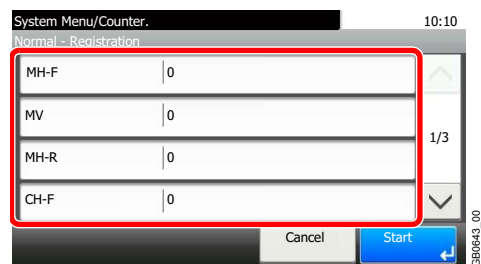 System Menu/Counter. 10:10
Normal - Registration
MH-F 0
MV 0
1/3
MH-R 0
CH-F 0
Cancel Start
GB0643_00